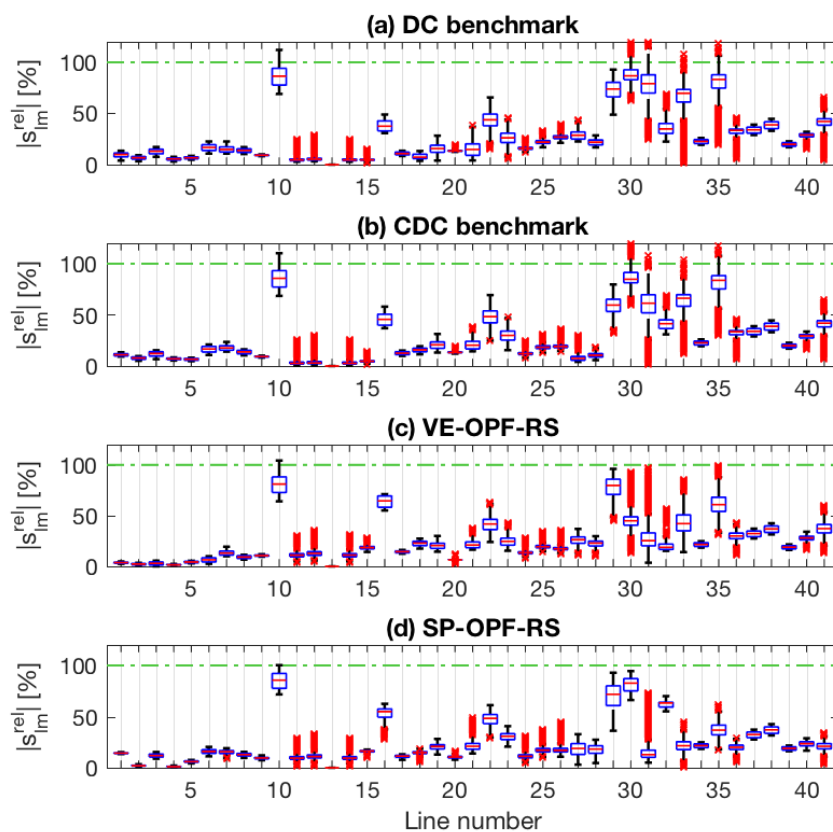 (a) DC benchmark
|s_lm^rel| [%]
100
50
0
5 10 15 20 25 30 35 40
(b) CDC benchmark
|s_lm^rel| [%]
100
50
0
5 10 15 20 25 30 35 40
(c) VE-OPF-RS
|s_lm^rel| [%]
100
50
0
5 10 15 20 25 30 35 40
(d) SP-OPF-RS
|s_lm^rel| [%]
100
50
0
5 10 15 20 25 30 35 40
Line number